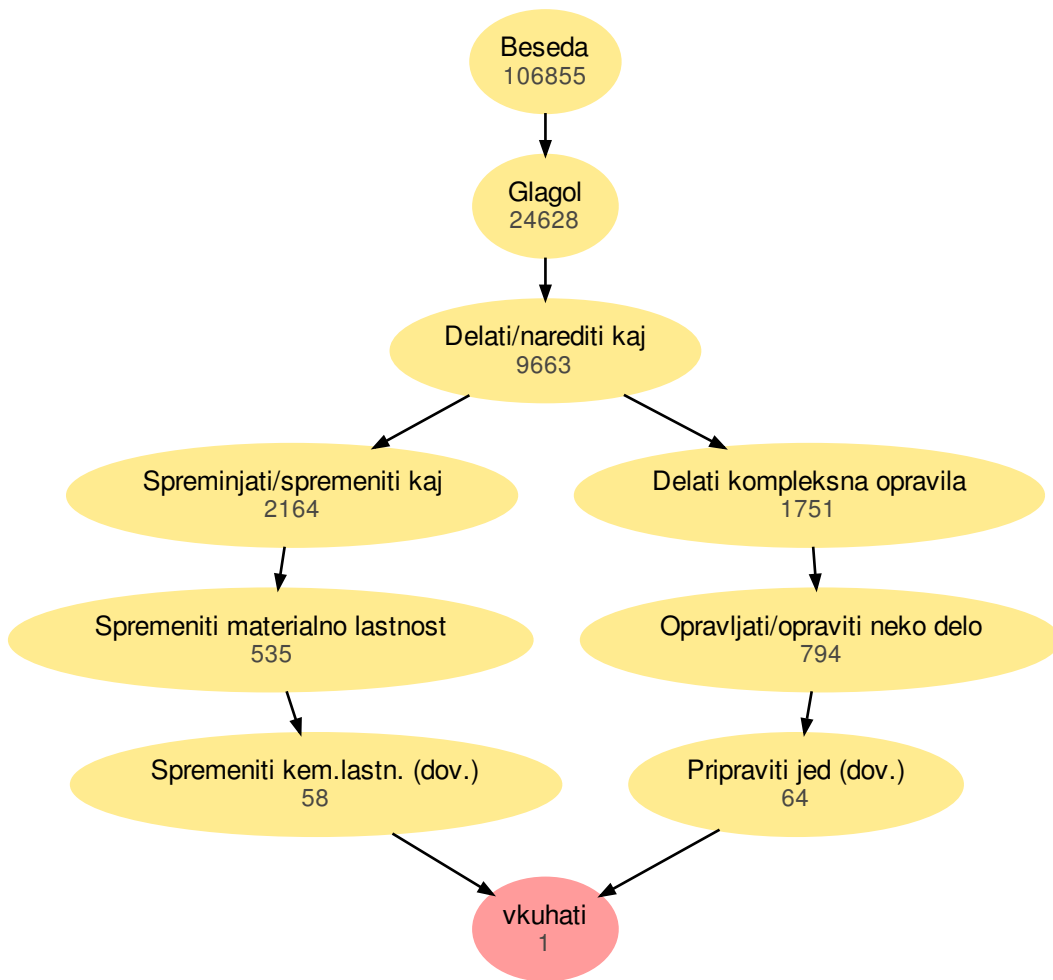 Beseda
106855
Glagol
24628
Delati/narediti kaj
9663
Spreminjati/spremeniti kaj
2164
Delati kompleksna opravila
1751
Spremeniti materialno lastnost
535
Opravljati/opraviti neko delo
794
Spremeniti kem.lastn. (dov.)
58
Pripraviti jed (dov.)
64
vkuhati
1